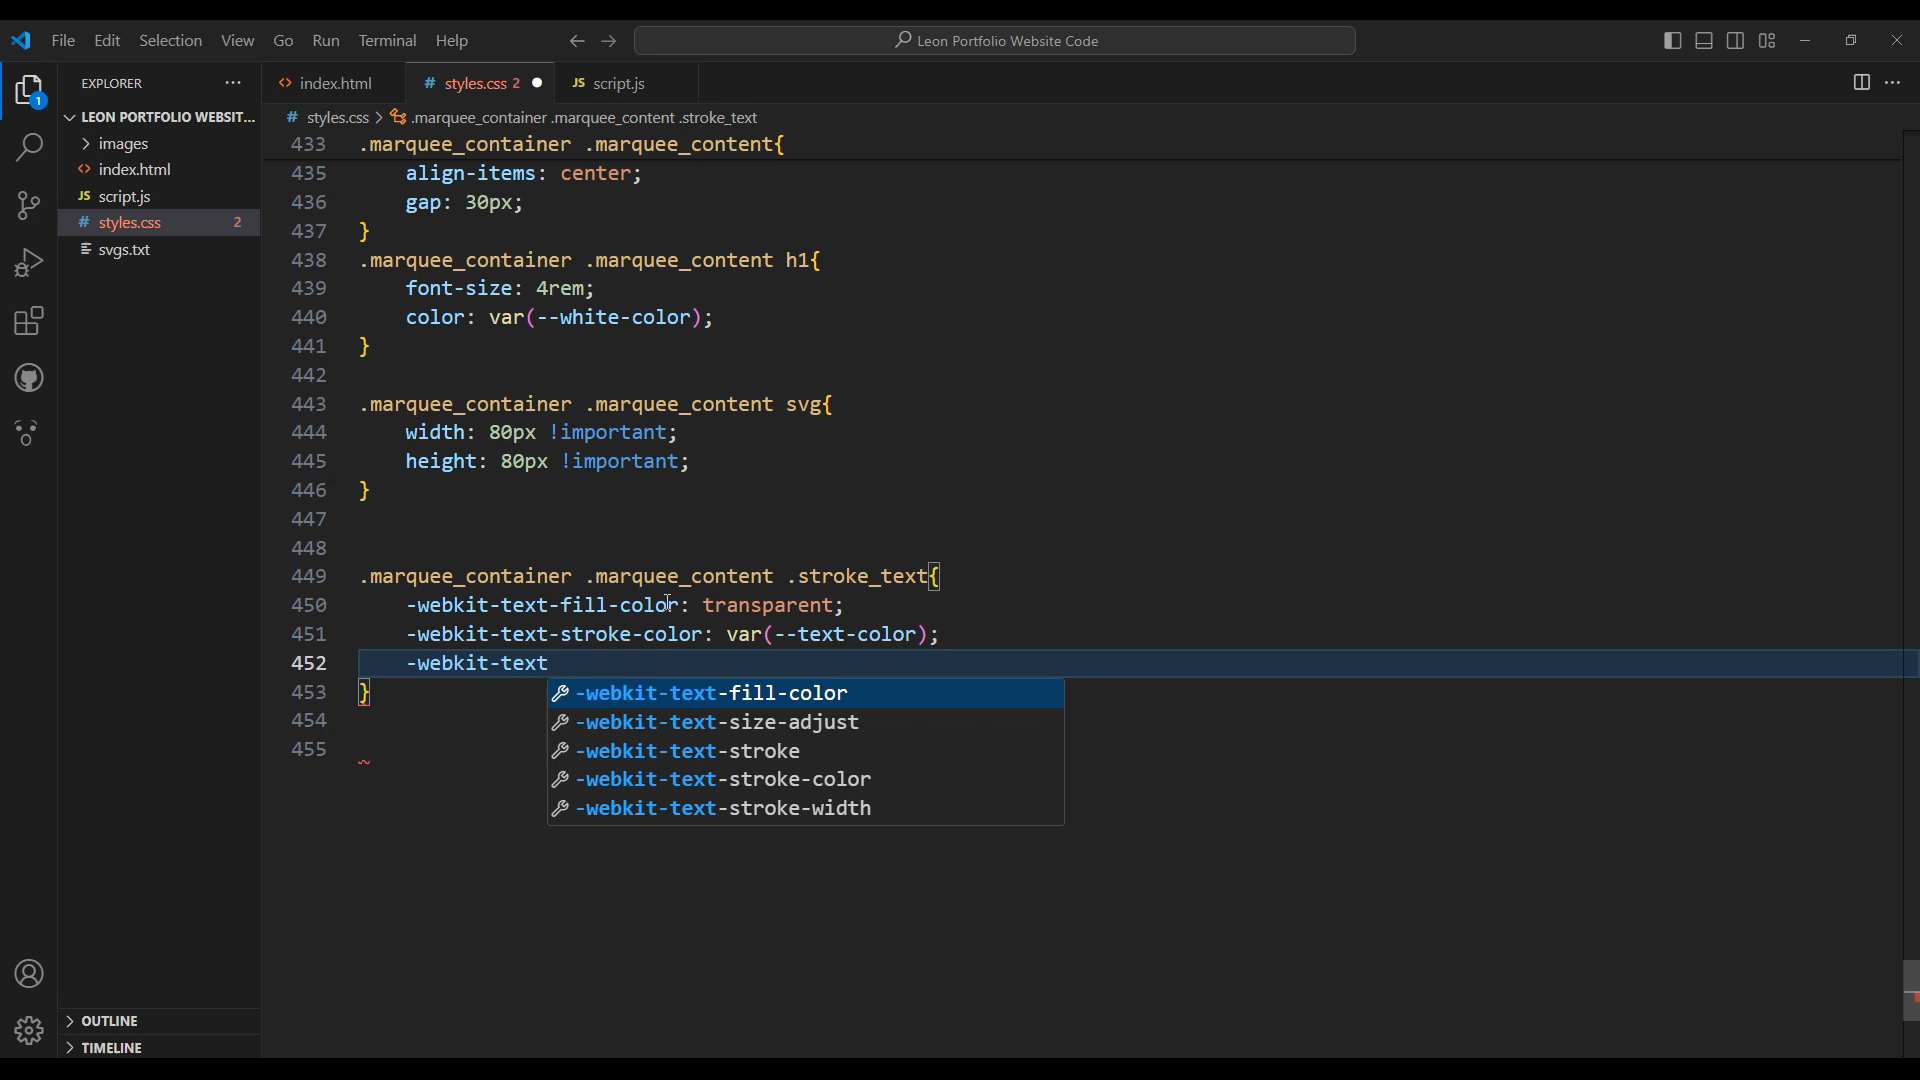 File Edit Selection View Go Run Terminal Help
Leon Portfolio Website Code
EXPLORER
index.html
# styles.css 2
JS script.js
LEON PORTFOLIO WEBSIT...
# styles.css > .marquee_container .marquee_content .stroke_text
images
index.html
JS script.js
# styles.css 2
svgs.txt
1
433 .marquee_container .marquee_content{
435 align-items: center;
436 gap: 30px;
437 }
438 .marquee_container .marquee_content h1{
439 font-size: 4rem;
440 color: var(--white-color);
441 }
442
443 .marquee_container .marquee_content svg{
444 width: 80px !important;
445 height: 80px !important;
446 }
447
448
449 .marquee_container .marquee_content .stroke_text{
450 -webkit-text-fill-color: transparent;
451 -webkit-text-stroke-color: var(--text-color);
452 -webkit-text
453 }
454
455
-webkit-text-fill-color
-webkit-text-size-adjust
-webkit-text-stroke
-webkit-text-stroke-color
-webkit-text-stroke-width
OUTLINE
TIMELINE